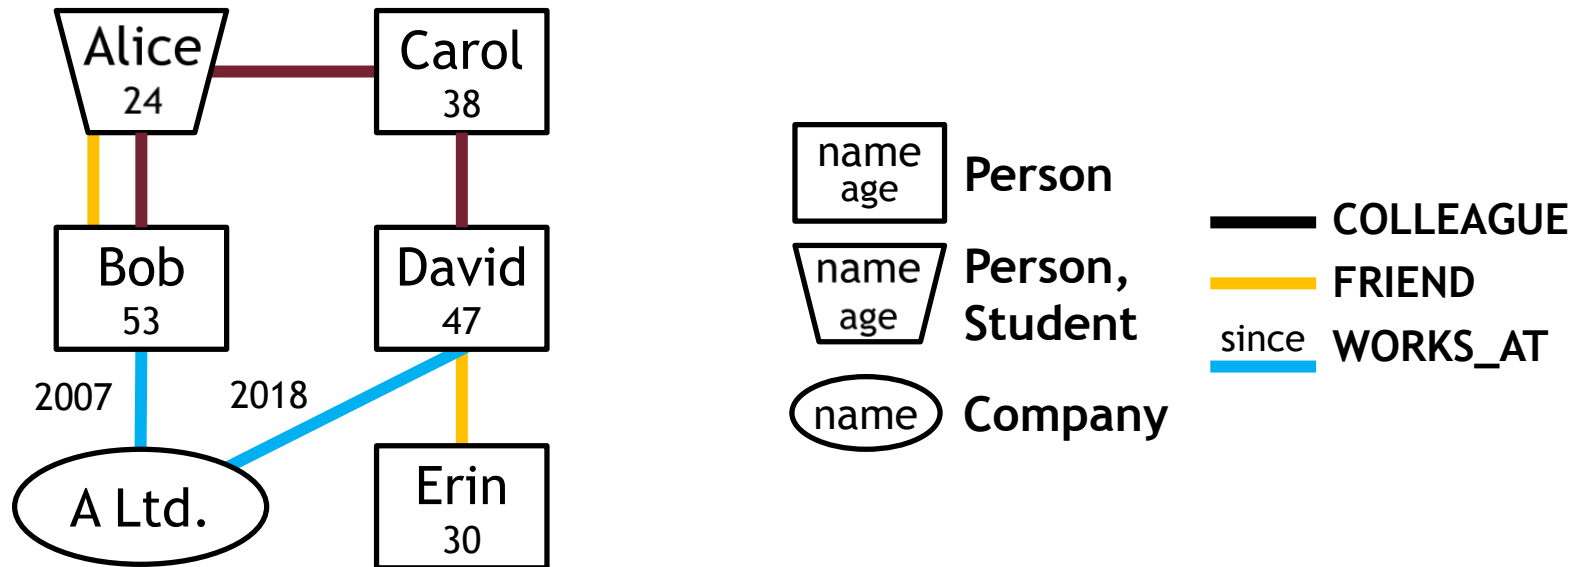 Alice
24
Carol
38
Bob
53
David
47
2007
2018
A Ltd.
Erin
30
name
age
Person
name
age
Person,
Student
name
Company
COLLEAGUE
FRIEND
since
WORKS_AT